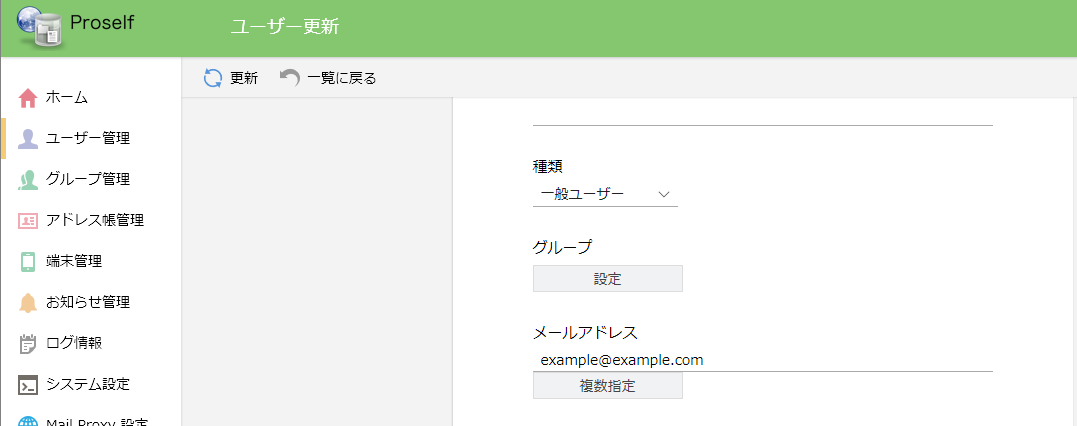 Proself
ユーザー更新
更新
一覧に戻る
ホーム
ユーザー管理
グループ管理
アドレス帳管理
端末管理
お知らせ管理
ログ情報
システム設定
Mail Proxy 設定
種類
一般ユーザー
グループ
設定
メールアドレス
example@example.com
複数指定